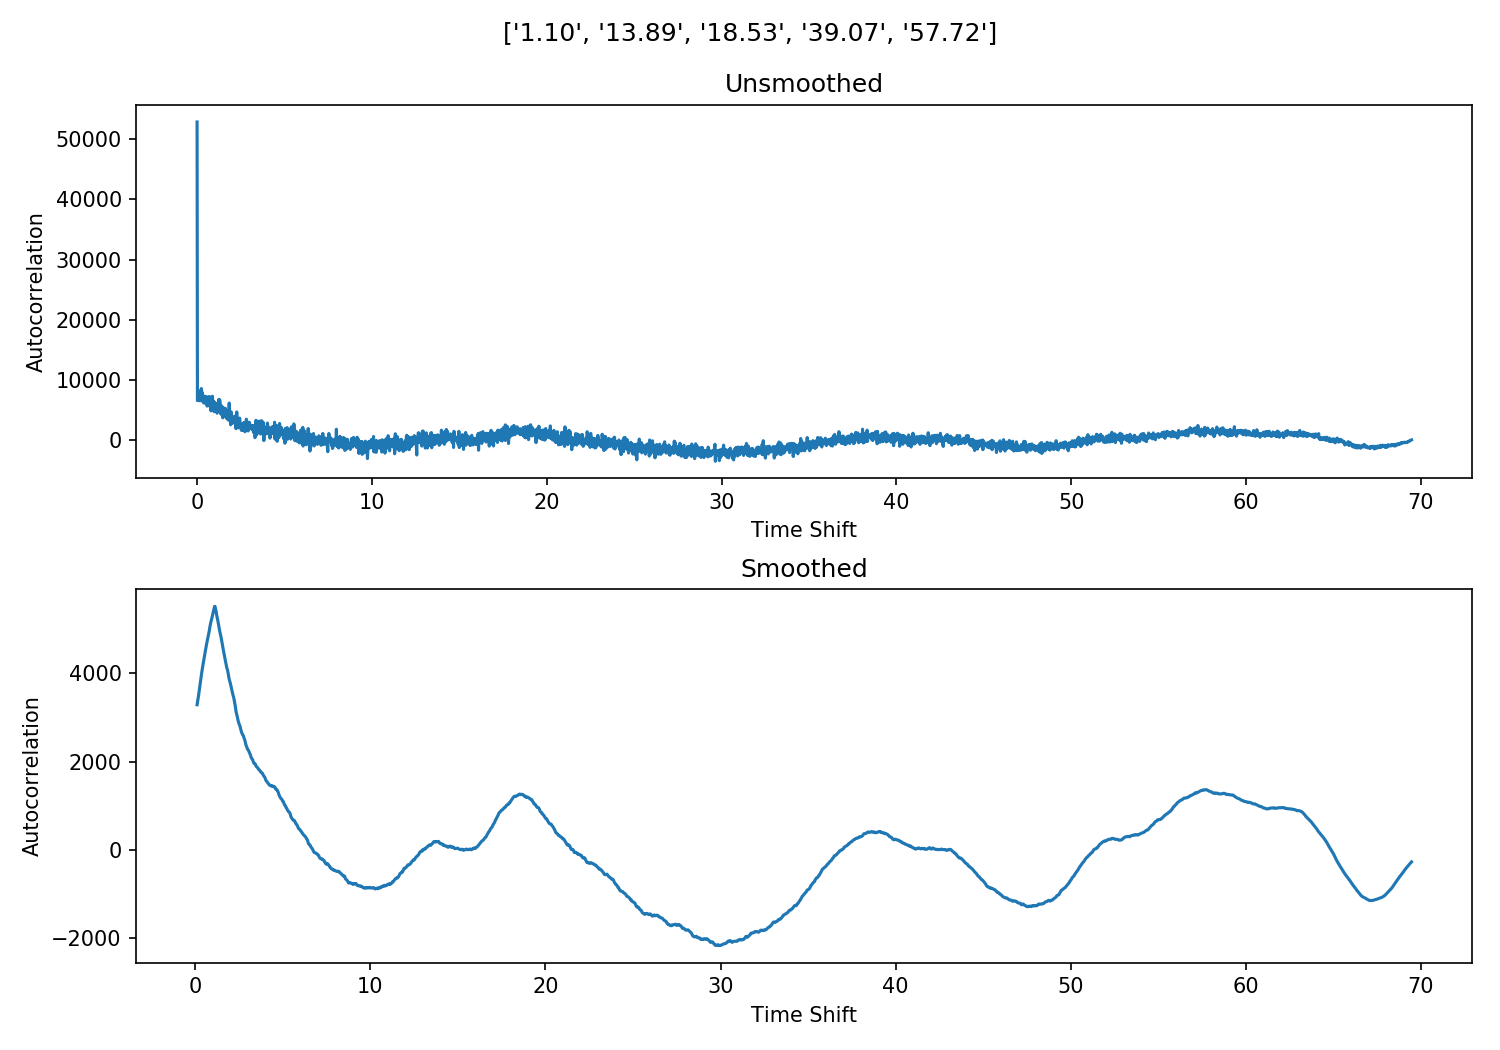 ['1.10', '13.89', '18.53', '39.07', '57.72']
Unsmoothed
50000
40000
30000
20000
10000
0
Autocorrelation
0 10 20 30 40 50 60 70
Time Shift
Smoothed
4000
2000
0
−2000
Autocorrelation
0 10 20 30 40 50 60 70
Time Shift